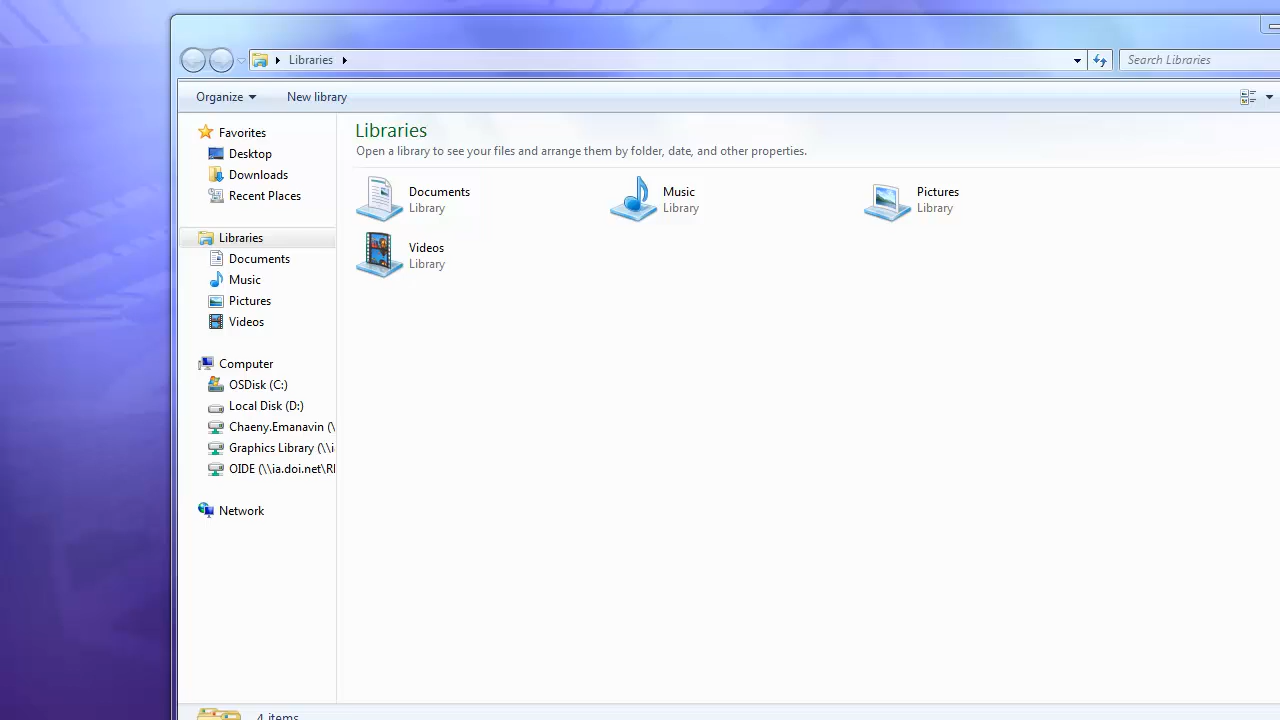 Libraries
Search Libraries
Organize
New library
Favorites
Desktop
Downloads
Recent Places
Libraries
Documents
Music
Pictures
Videos
Computer
OSDisk (C:)
Local Disk (D:)
Chaeny.Emanavin (\
Graphics Library (\\i
OIDE (\\ia.doi.net\RI
Network
Libraries
Open a library to see your files and arrange them by folder, date, and other properties.
Documents
Library
Music
Library
Pictures
Library
Videos
Library
4 items